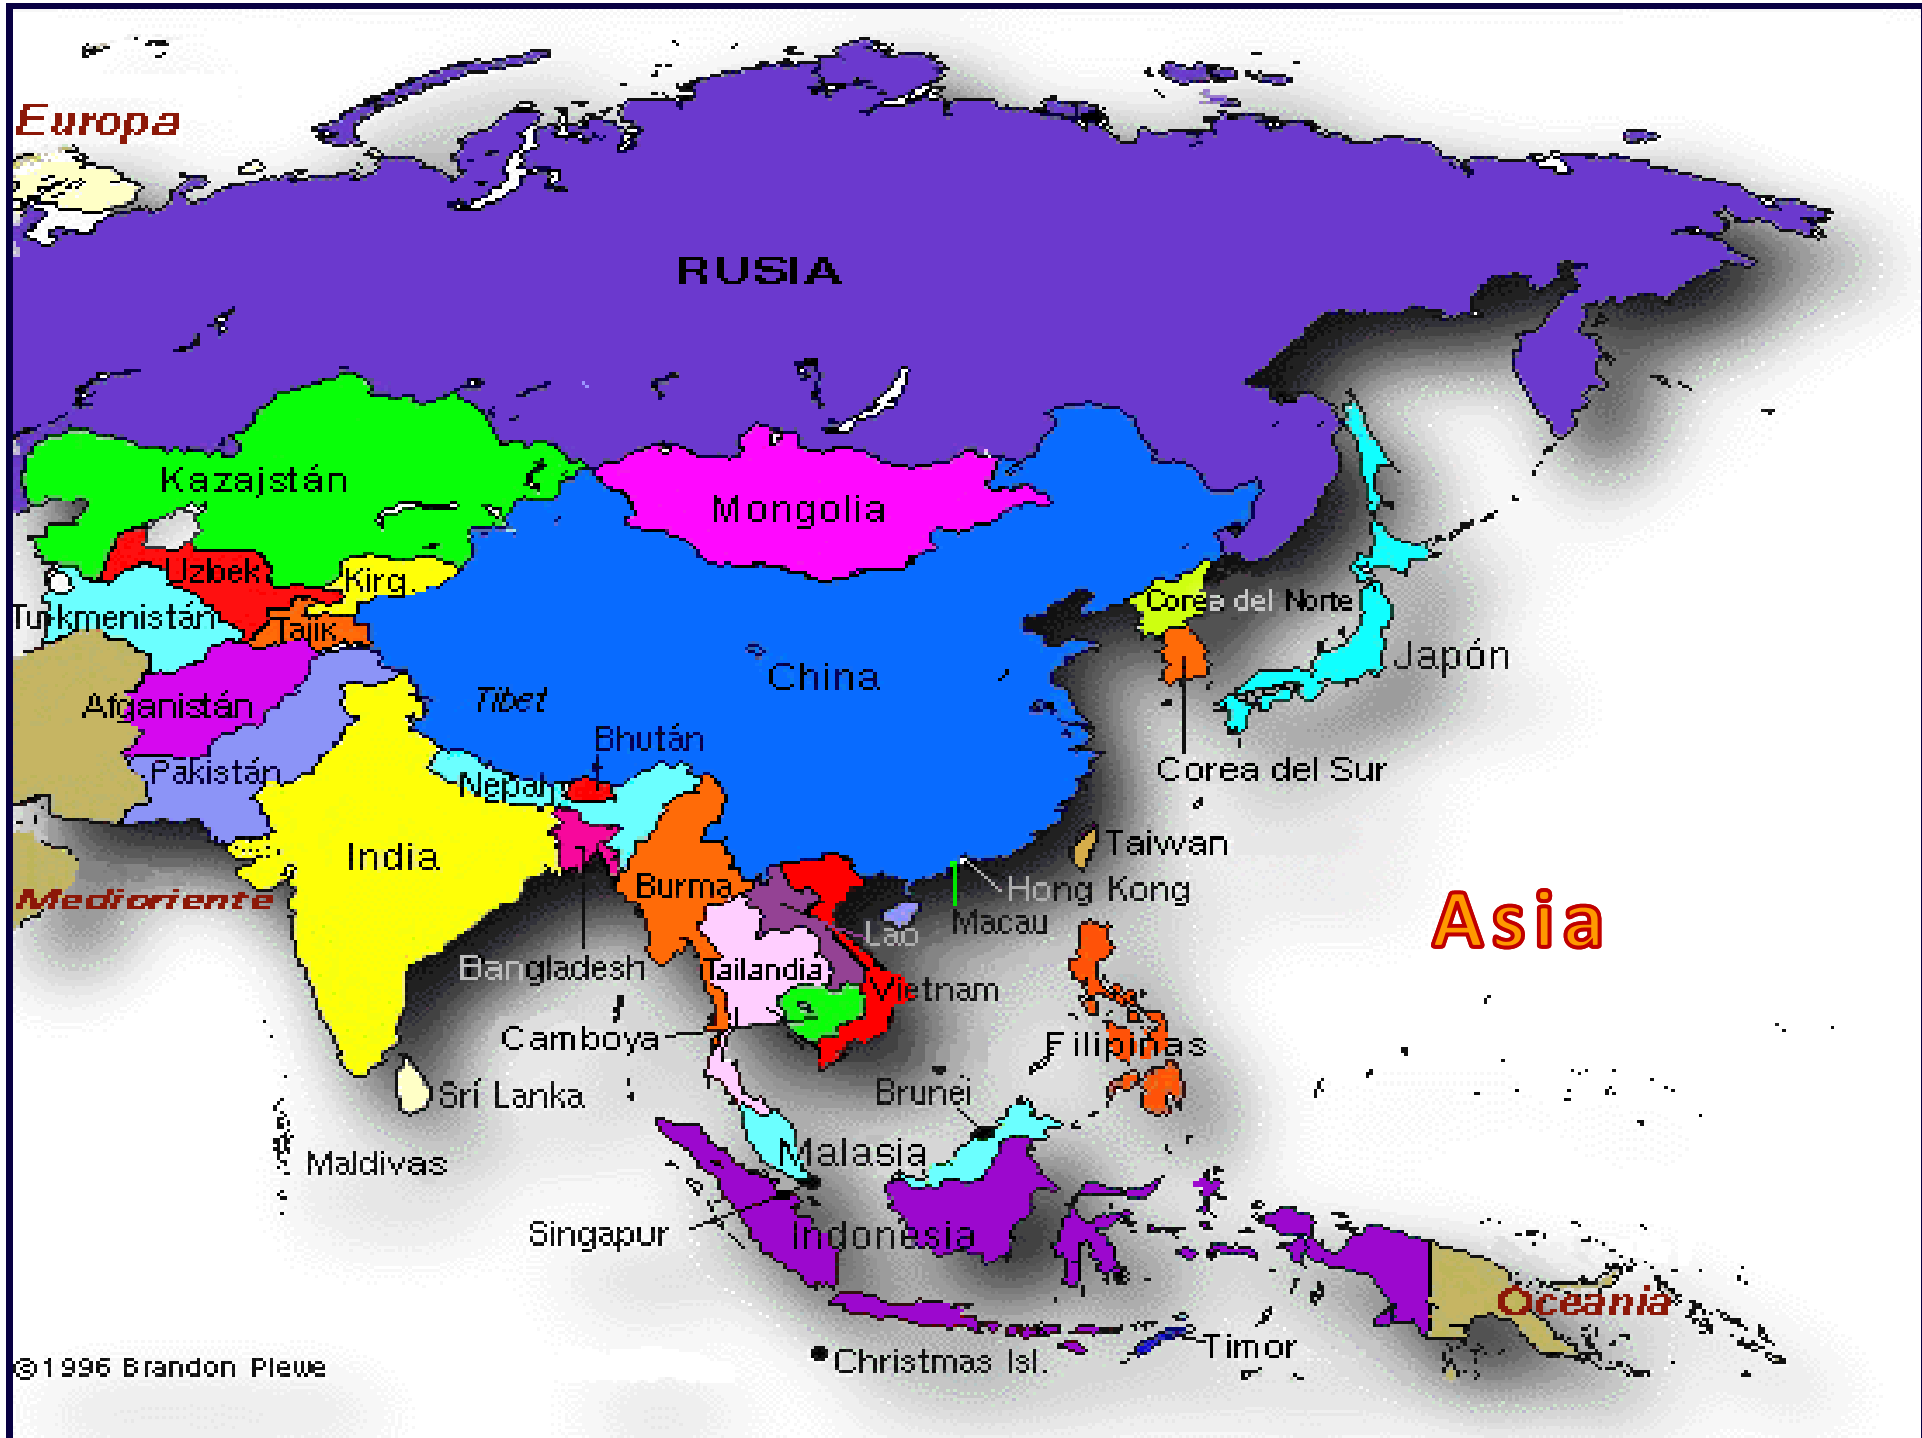 Europa
RUSIA
Kazajstán
Mongolia
Uzbek.
Kirg.
Turkmenistán
Tajik.
Corea del Norte
Japón
China
Tibet
Afganistán
Bhután
Pakistán
Nepal
Corea del Sur
India
Taiwan
Burma
Hong Kong
Medioriente
Macau
Lao
Asia
Bangladesh
Tailandia
Vietnam
Camboya
Filipinas
Srí Lanka
Brunei
Maldivas
Malasia
Singapur
Indonesia
Oceania
Timor
Christmas Isl.
©1996 Brandon Plewe